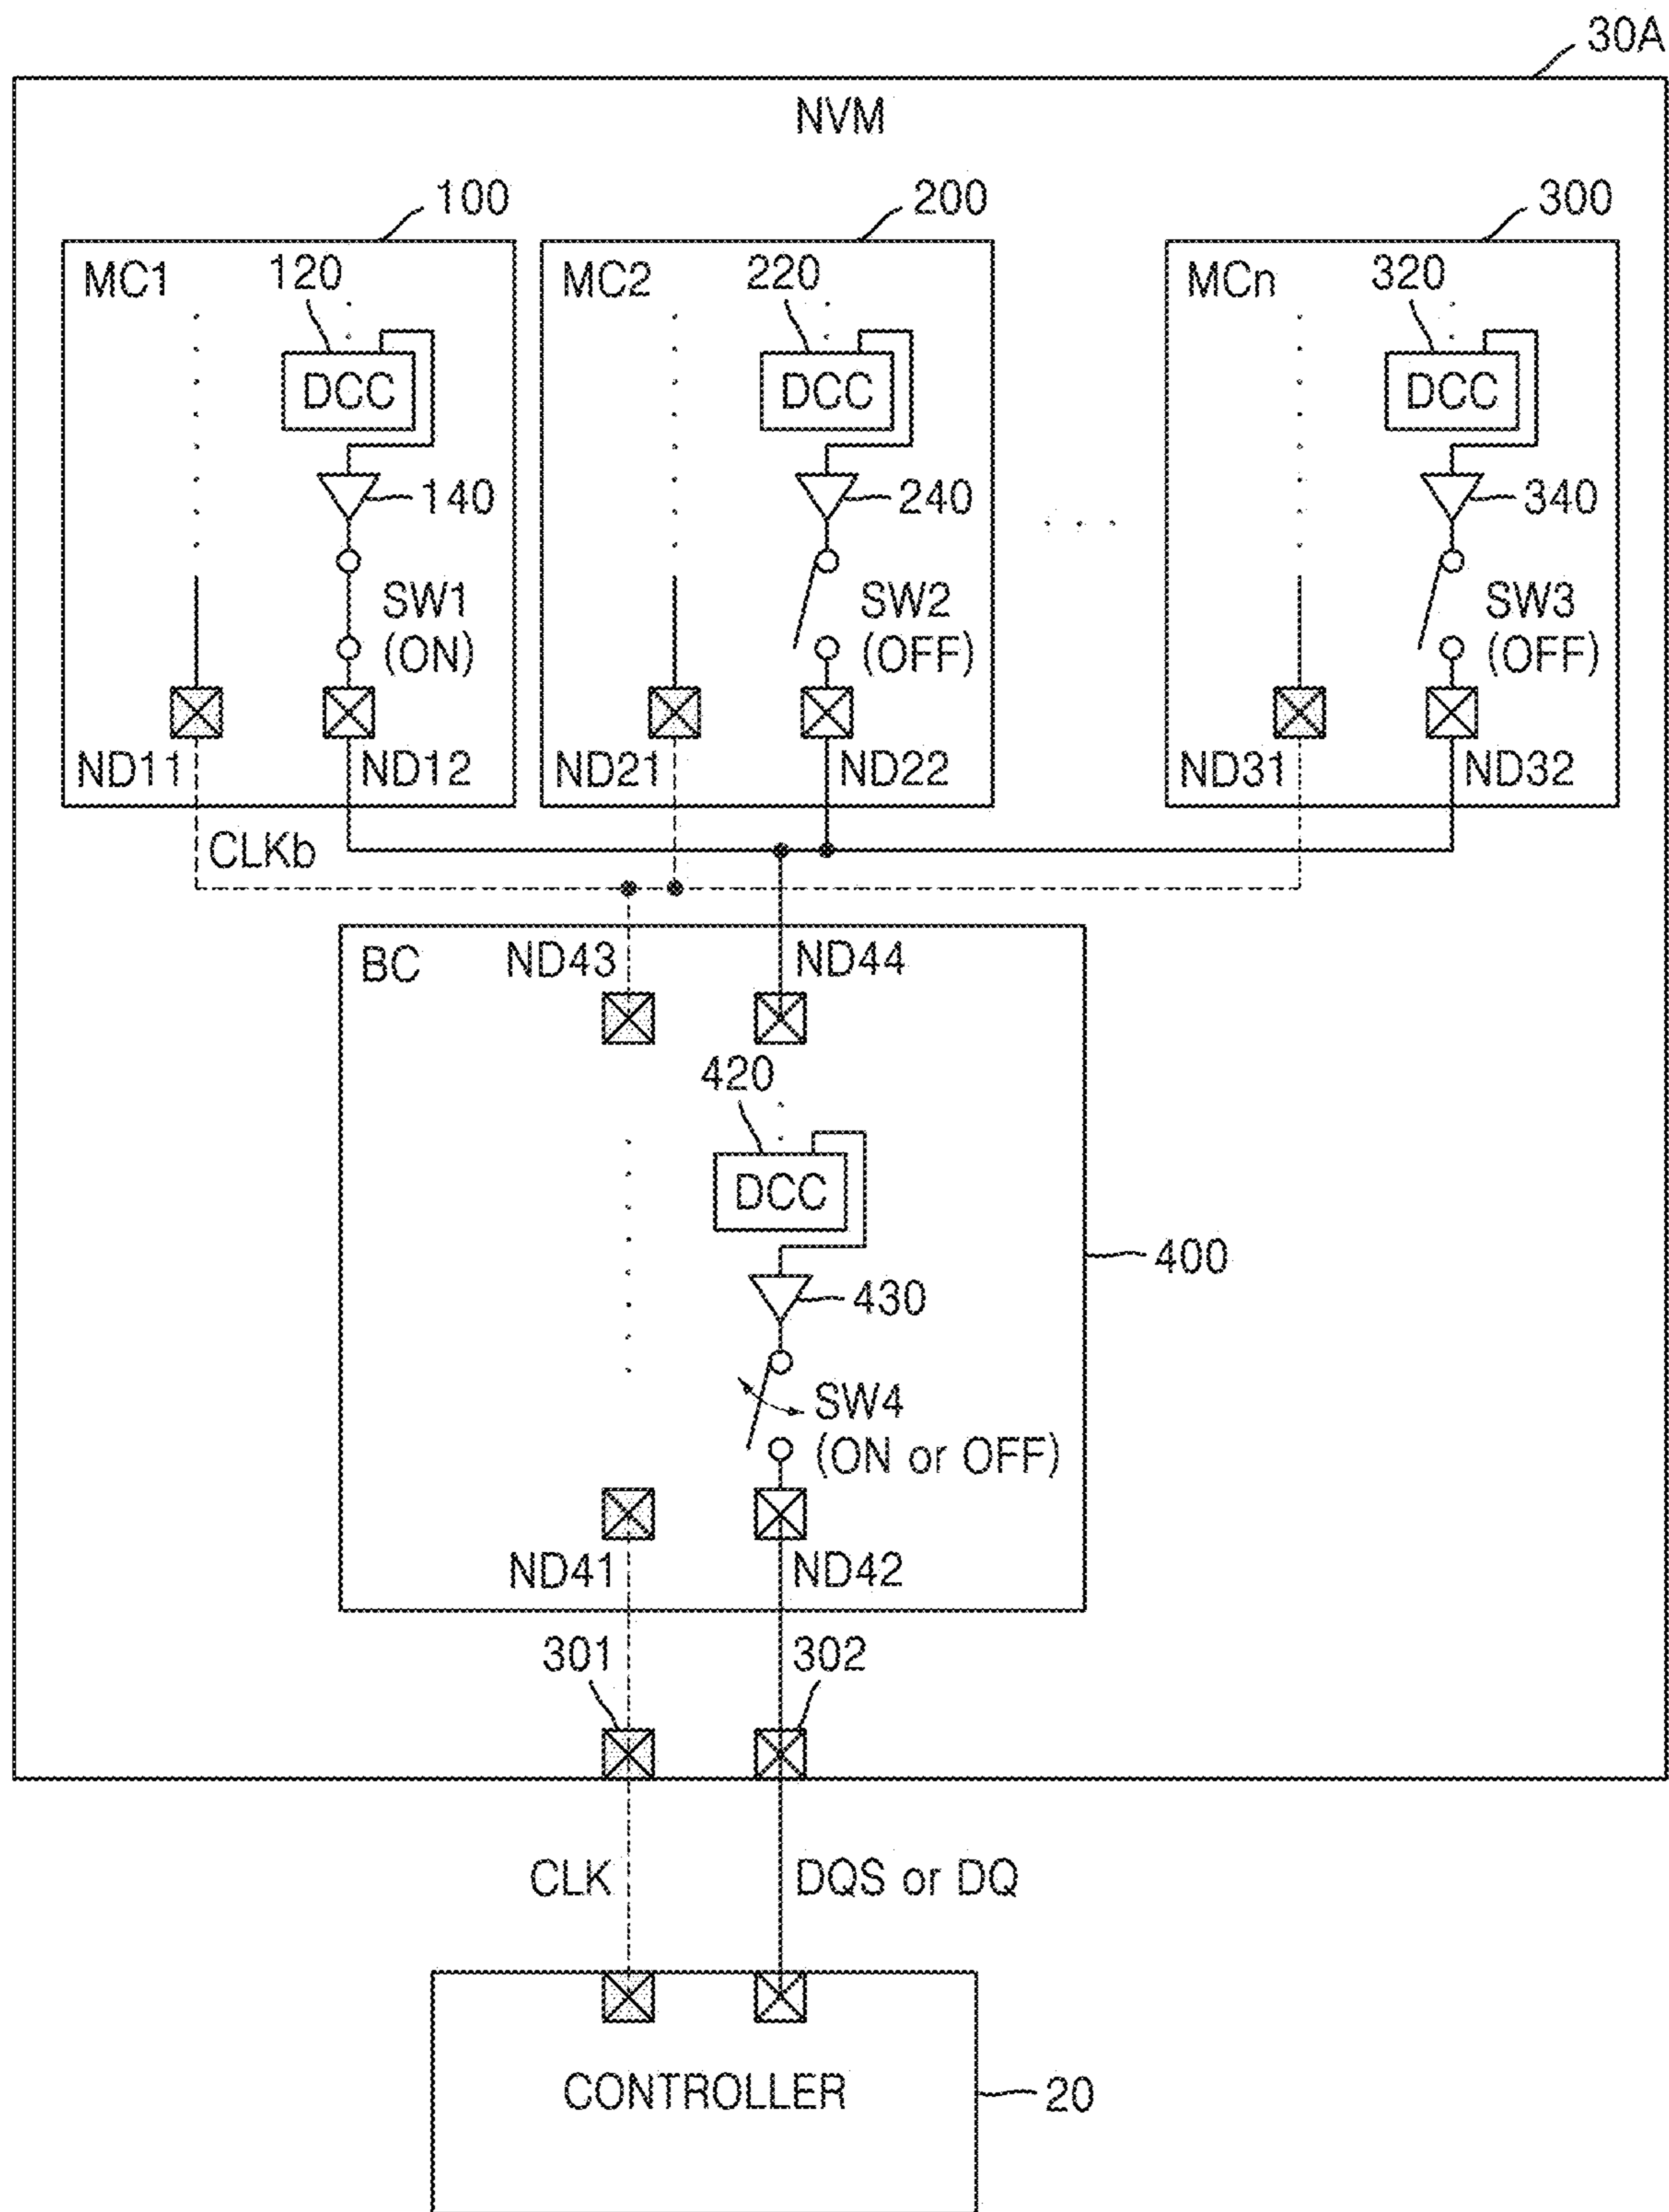 30A
NVM
100
200
300
MC1
120
MC2
220
MCn
320
DCC
DCC
DCC
140
240
340
SW1
(ON)
SW2
(OFF)
SW3
(OFF)
ND11
ND12
ND21
ND22
ND31
ND32
CLKb
BC
ND43
ND44
420
DCC
400
430
SW4
(ON or OFF)
ND41
ND42
301
302
CLK
DQS or DQ
CONTROLLER
20